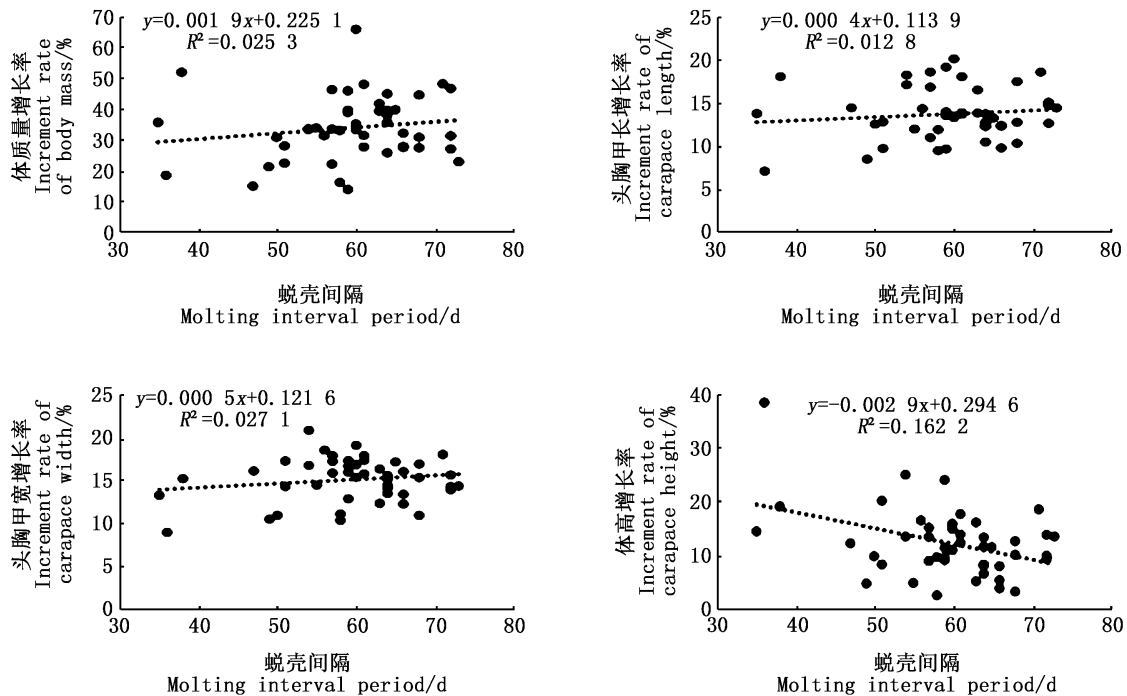 y=0.001 9x+0.225 1
R²=0.025 3
体质量增长率
Increment rate
of body mass/%
70
60
50
40
30
20
10
0
30 40 50 60 70 80
蜕壳间隔
Molting interval period/d
y=0.000 4x+0.113 9
R²=0.012 8
头胸甲长增长率
Increment rate of
carapace length/%
25
20
15
10
5
0
30 40 50 60 70 80
蜕壳间隔
Molting interval period/d
y=0.000 5x+0.121 6
R²=0.027 1
头胸甲宽增长率
Increment rate of
carapace width/%
25
20
15
10
5
0
30 40 50 60 70 80
蜕壳间隔
Molting interval period/d
y=-0.002 9x+0.294 6
R²=0.162 2
体高增长率
Increment rate of
carapace height/%
40
30
20
10
0
30 40 50 60 70 80
蜕壳间隔
Molting interval period/d